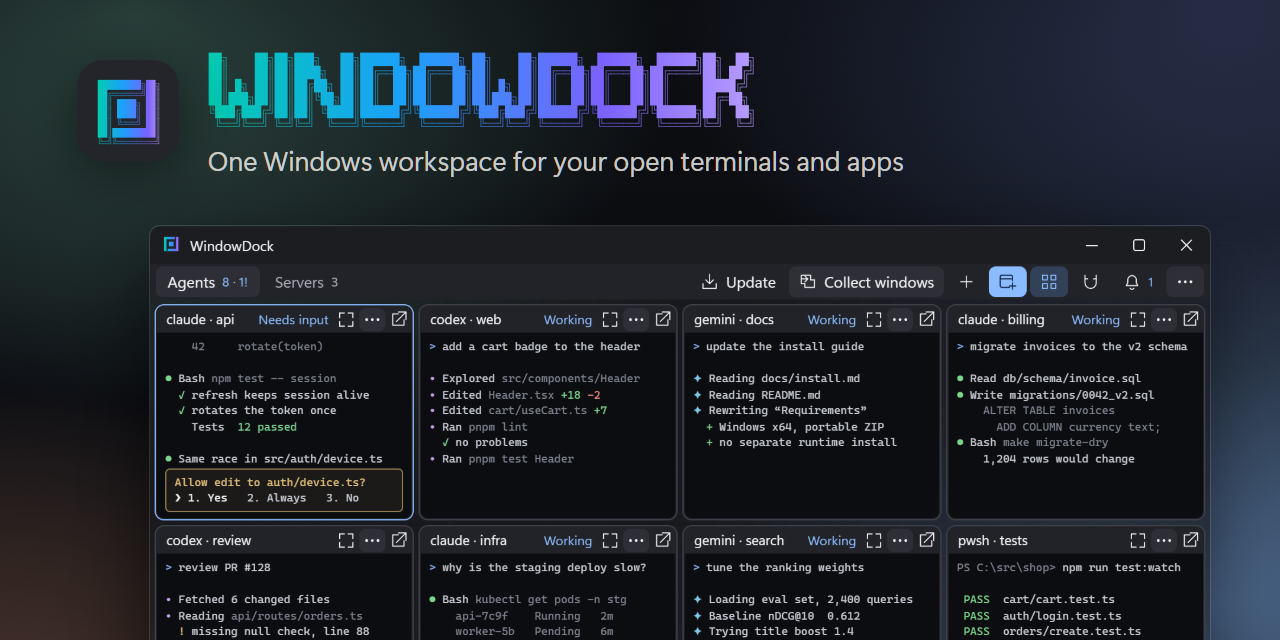 WINDOWDOCK
One Windows workspace for your open terminals and apps
WindowDock
Agents 8 · 1! Servers 3 Update Collect windows 1
claude · api Needs input
42 rotate(token)
● Bash npm test -- session
✓ refresh keeps session alive
✓ rotates the token once
Tests 12 passed
● Same race in src/auth/device.ts
Allow edit to auth/device.ts?
❯ 1. Yes 2. Always 3. No
codex · web Working
> add a cart badge to the header
• Explored src/components/Header
• Edited Header.tsx +18 −2
• Edited cart/useCart.ts +7
• Ran pnpm lint
✓ no problems
• Ran pnpm test Header
gemini · docs Working
> update the install guide
✦ Reading docs/install.md
✦ Reading README.md
✦ Rewriting “Requirements”
+ Windows x64, portable ZIP
+ no separate runtime install
claude · billing Working
> migrate invoices to the v2 schema
● Read db/schema/invoice.sql
● Write migrations/0042_v2.sql
ALTER TABLE invoices
ADD COLUMN currency text;
● Bash make migrate-dry
1,204 rows would change
codex · review
> review PR #128
• Fetched 6 changed files
• Reading api/routes/orders.ts
! missing null check, line 88
claude · infra Working
> why is the staging deploy slow?
● Bash kubectl get pods -n stg
api-7c9f Running 2m
worker-5b Pending 6m
gemini · search Working
> tune the ranking weights
✦ Loading eval set, 2,400 queries
✦ Baseline nDCG@10 0.612
✦ Trying title boost 1.4
pwsh · tests
PS C:\src\shop> npm run test:watch
PASS cart/cart.test.ts
PASS auth/login.test.ts
PASS orders/create.test.ts